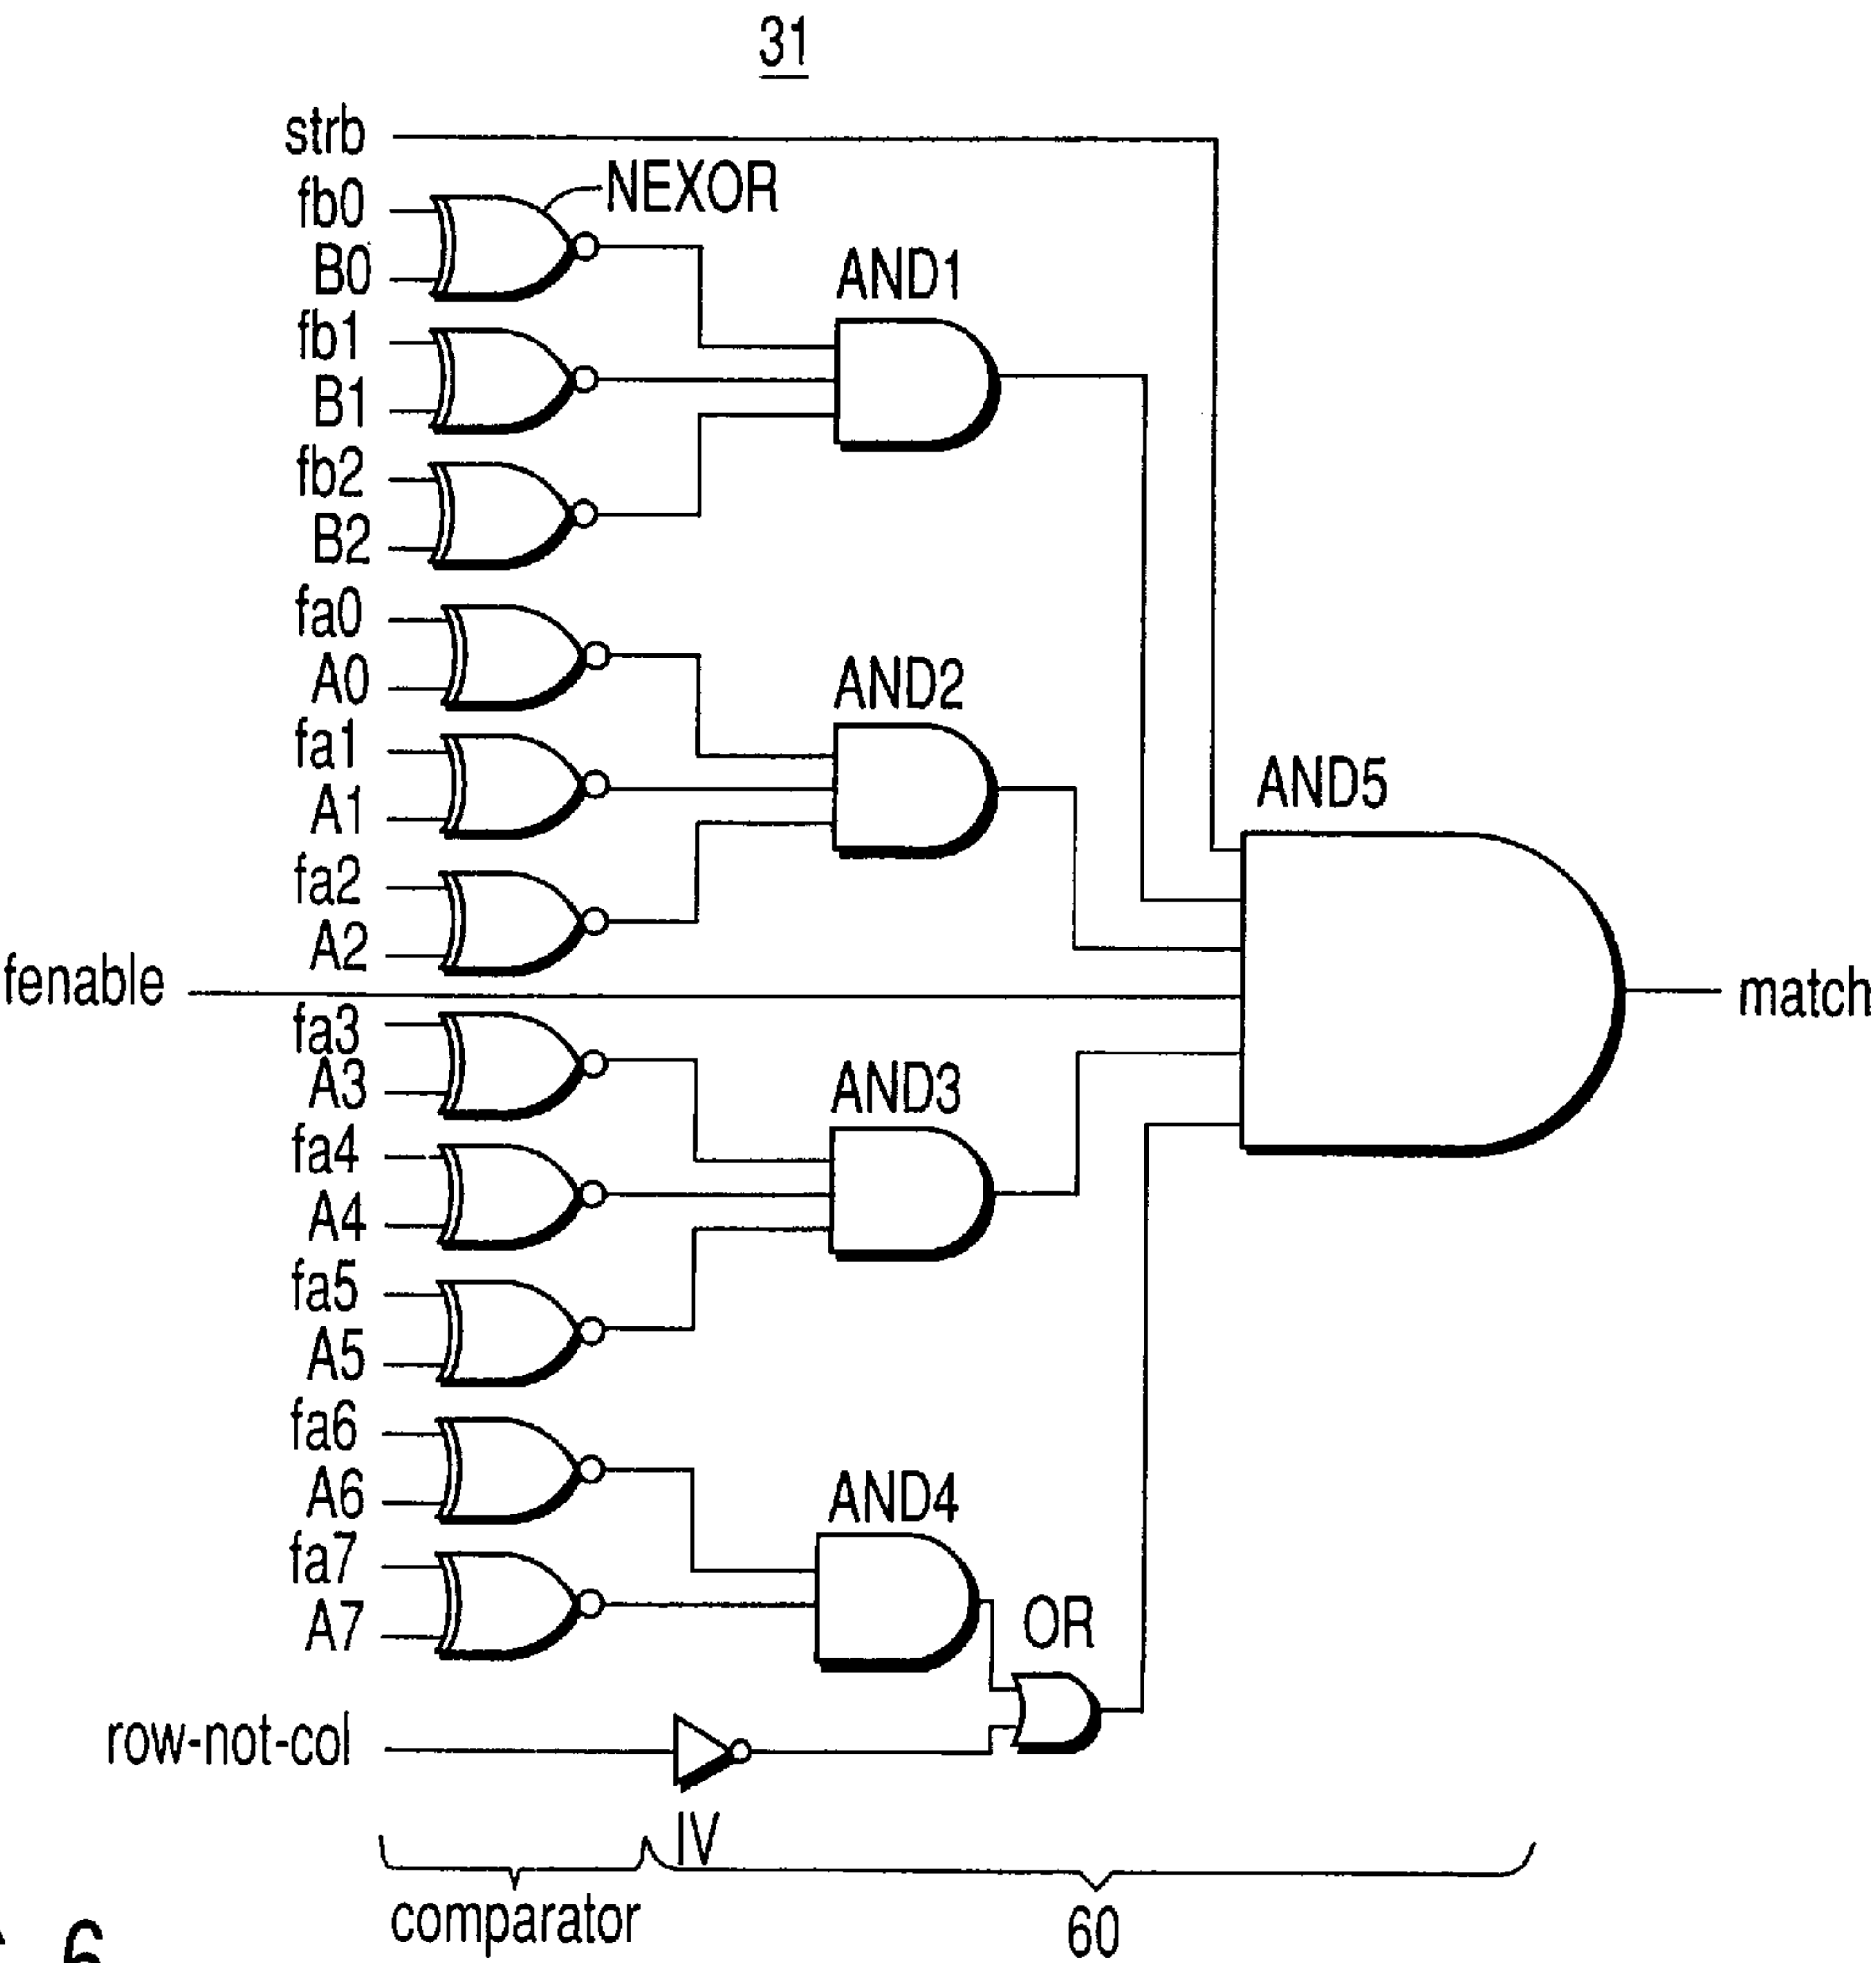 31
strb
fb0
NEXOR
B0
AND1
fb1
B1
fb2
B2
fa0
A0
AND2
fa1
A1
AND5
fa2
A2
fenable
match
fa3
A3
AND3
fa4
A4
fa5
A5
fa6
A6
AND4
fa7
A7
OR
row-not-col
IV
comparator
60
6